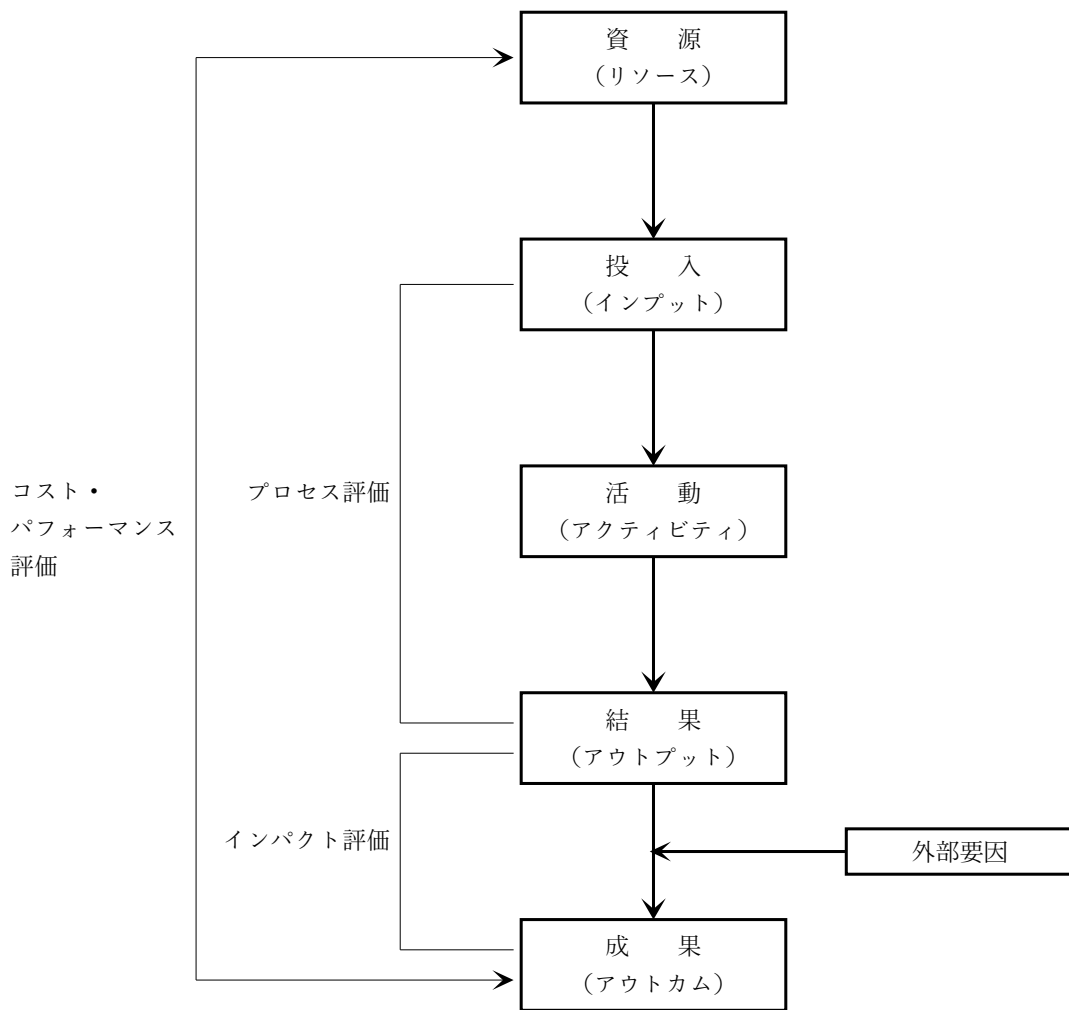 資　　源
（リソース）
投　　入
（インプット）
コスト・
パフォーマンス
評価
プロセス評価
活　　動
（アクティビティ）
結　　果
（アウトプット）
インパクト評価
外部要因
成　　果
（アウトカム）